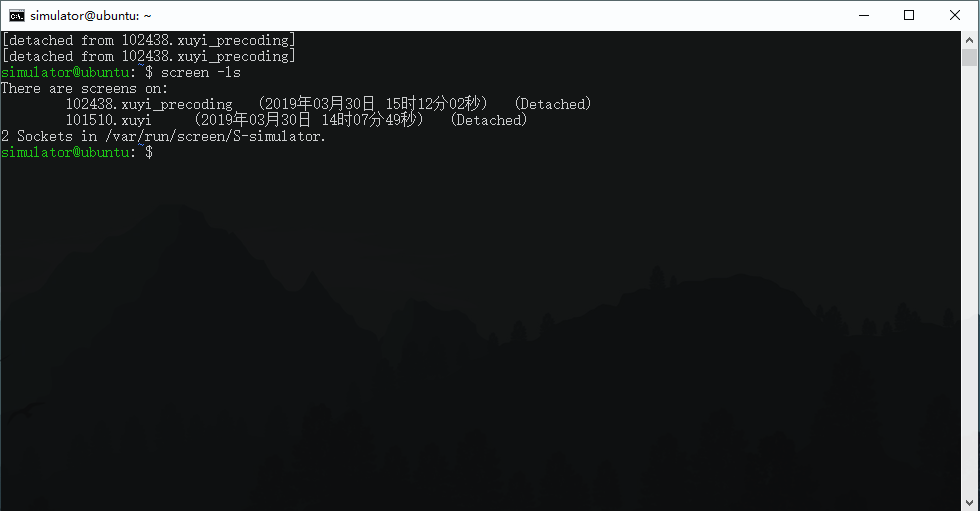 simulator@ubuntu: ~
[detached from 102438.xuyi_precoding]
[detached from 102438.xuyi_precoding]
simulator@ubuntu:~$ screen -ls
There are screens on:
102438.xuyi_precoding (2019年03月30日 15时12分02秒) (Detached)
101510.xuyi (2019年03月30日 14时07分49秒) (Detached)
2 Sockets in /var/run/screen/S-simulator.
simulator@ubuntu:~$